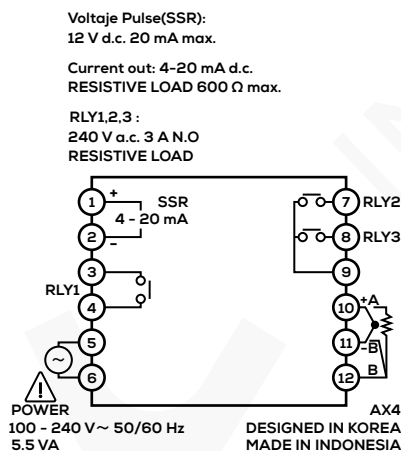 Voltaje Pulse(SSR):
12 V d.c. 20 mA max.
Current out: 4-20 mA d.c.
RESISTIVE LOAD 600 Ω max.
RLY1,2,3 :
240 V a.c. 3 A N.O
RESISTIVE LOAD
1 + SSR 7 RLY2
4 - 20 mA
2 - 8 RLY3
3 9
RLY1
4 10 +A
5 11 -B
6 12 B
POWER AX4
100 - 240 V~ 50/60 Hz DESIGNED IN KOREA
5.5 VA MADE IN INDONESIA